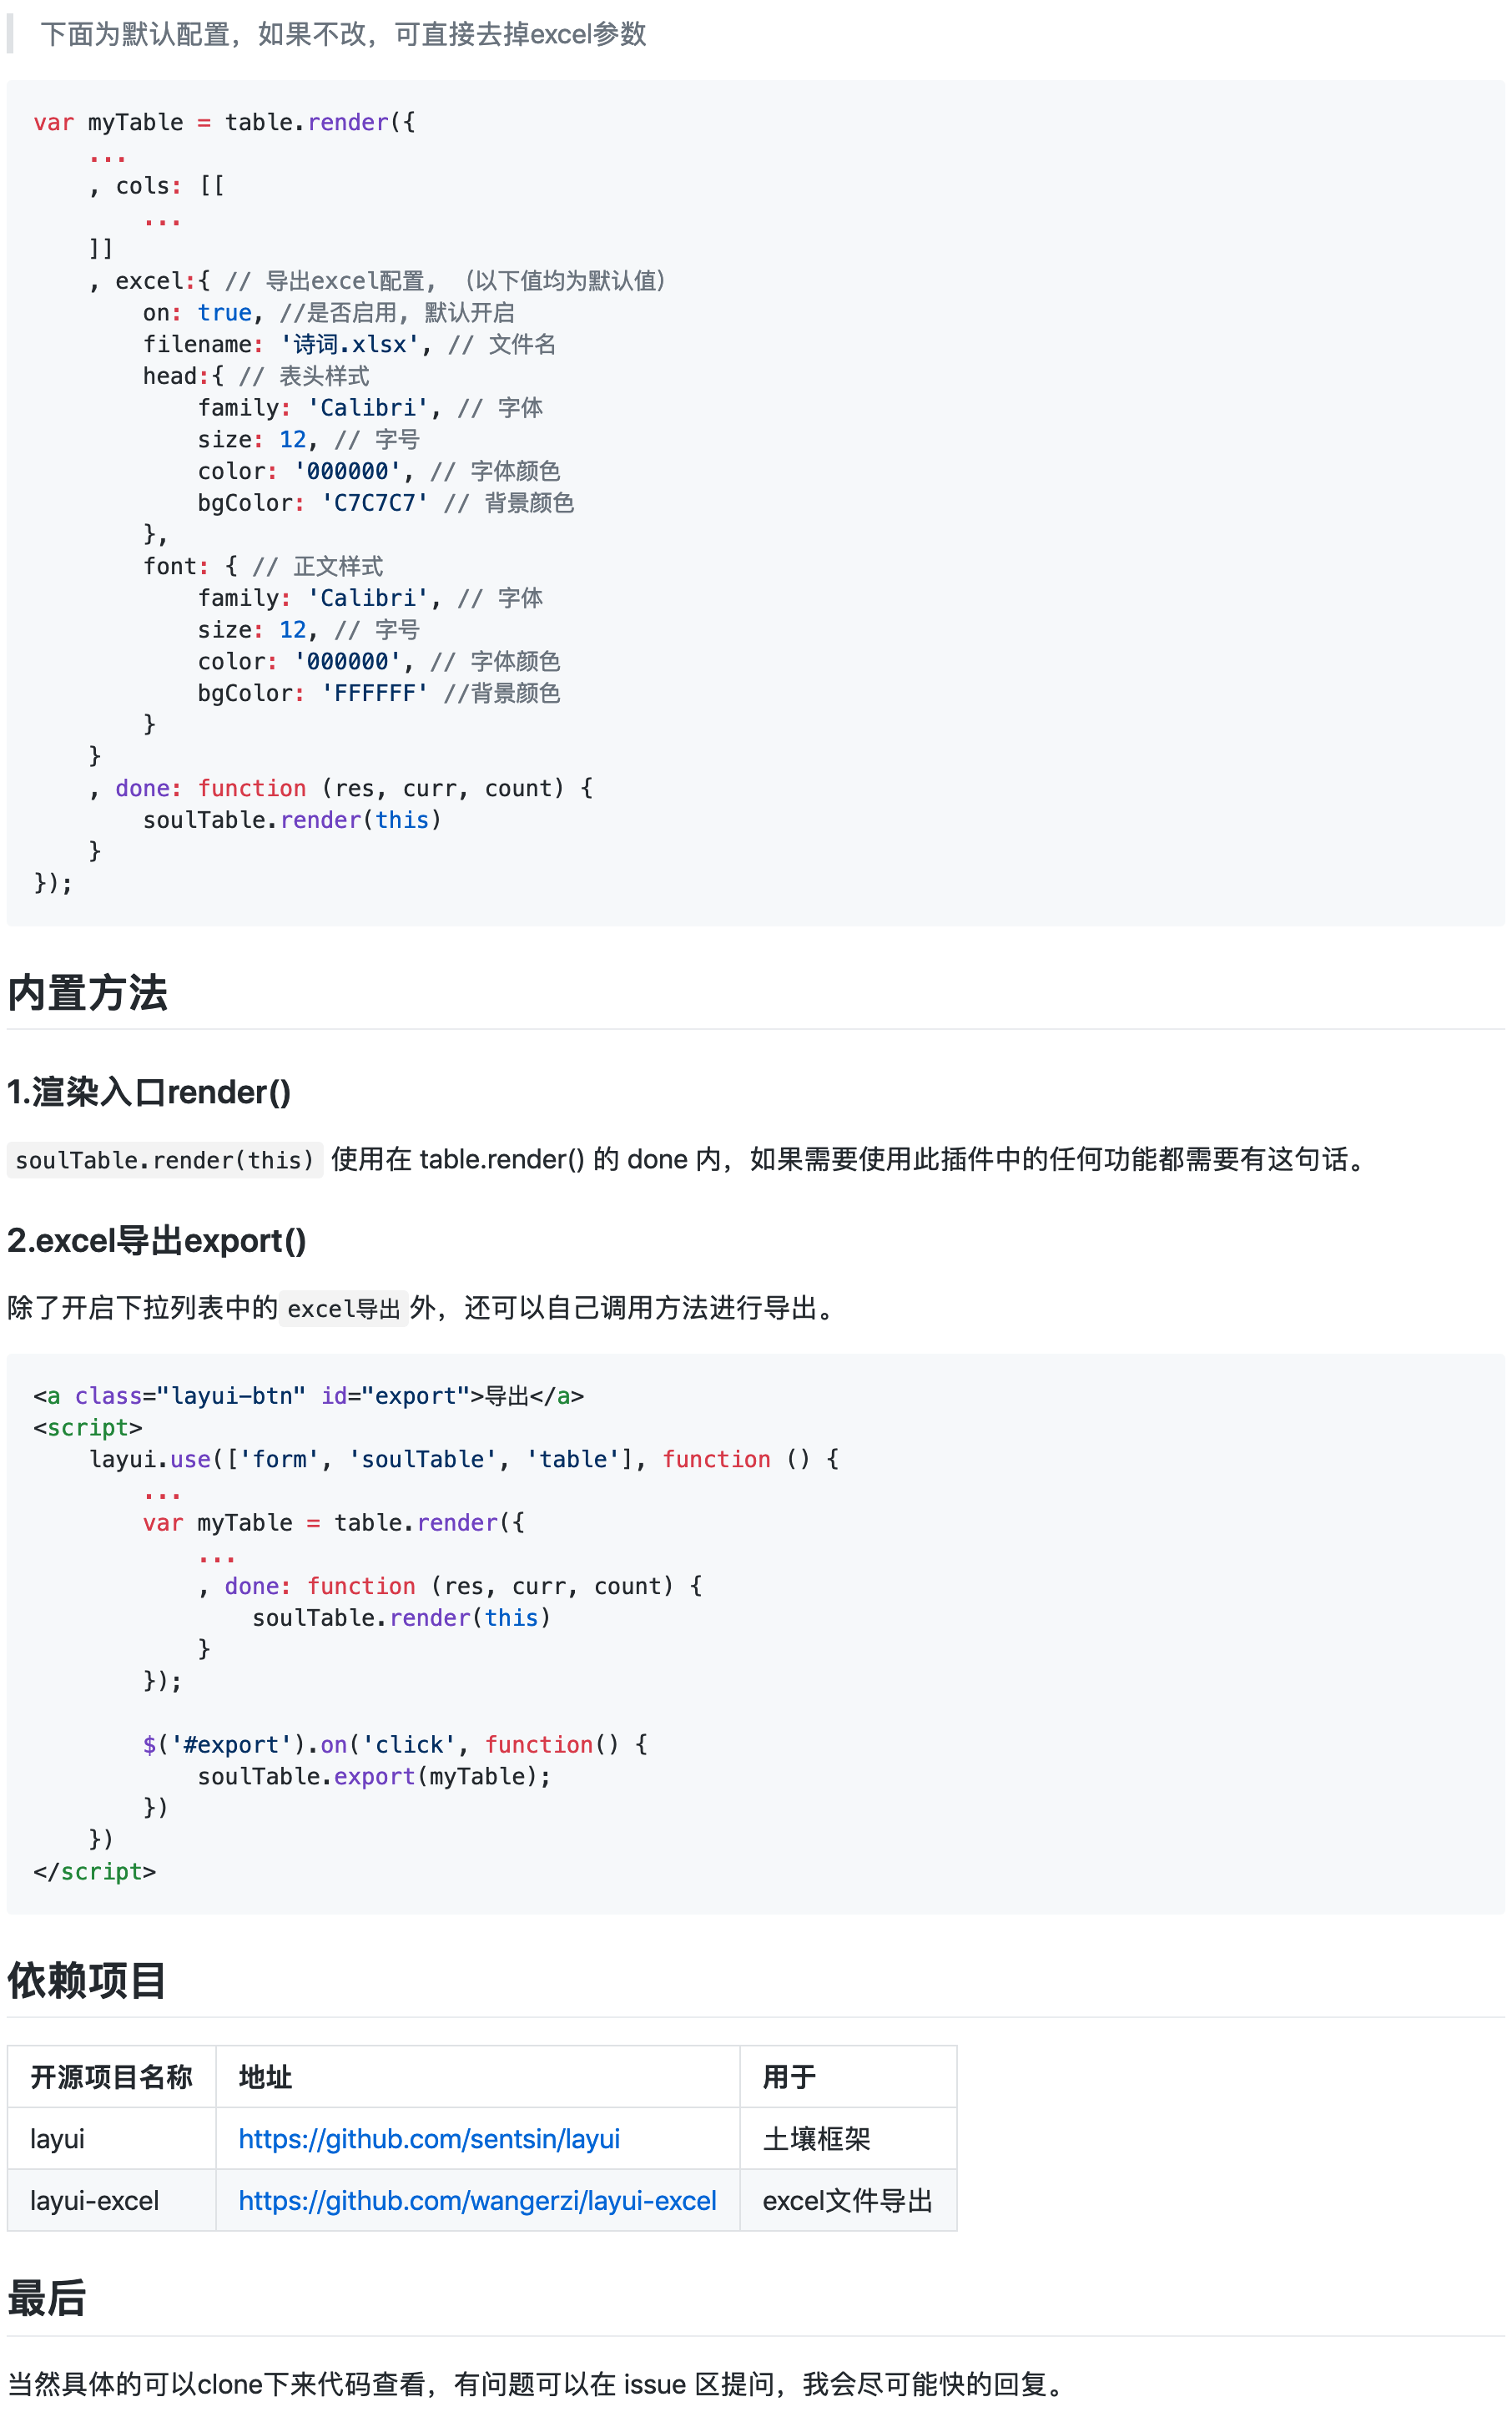 下面为默认配置，如果不改，可直接去掉excel参数
var myTable = table.render({
    ...
    , cols: [[
        ...
    ]]
    , excel:{ // 导出excel配置, （以下值均为默认值）
        on: true, //是否启用, 默认开启
        filename: '诗词.xlsx', // 文件名
        head:{ // 表头样式
            family: 'Calibri', // 字体
            size: 12, // 字号
            color: '000000', // 字体颜色
            bgColor: 'C7C7C7' // 背景颜色
        },
        font: { // 正文样式
            family: 'Calibri', // 字体
            size: 12, // 字号
            color: '000000', // 字体颜色
            bgColor: 'FFFFFF' //背景颜色
        }
    }
    , done: function (res, curr, count) {
        soulTable.render(this)
    }
});
内置方法
1.渲染入口render()
soulTable.render(this) 使用在 table.render() 的 done 内，如果需要使用此插件中的任何功能都需要有这句话。
2.excel导出export()
除了开启下拉列表中的excel导出外，还可以自己调用方法进行导出。
<a class="layui-btn" id="export">导出</a>
<script>
    layui.use(['form', 'soulTable', 'table'], function () {
        ...
        var myTable = table.render({
            ...
            , done: function (res, curr, count) {
                soulTable.render(this)
            }
        });

        $('#export').on('click', function() {
            soulTable.export(myTable);
        })
    })
</script>
依赖项目
开源项目名称 地址 用于
layui https://github.com/sentsin/layui 土壤框架
layui-excel https://github.com/wangerzi/layui-excel excel文件导出
最后
当然具体的可以clone下来代码查看，有问题可以在 issue 区提问，我会尽可能快的回复。